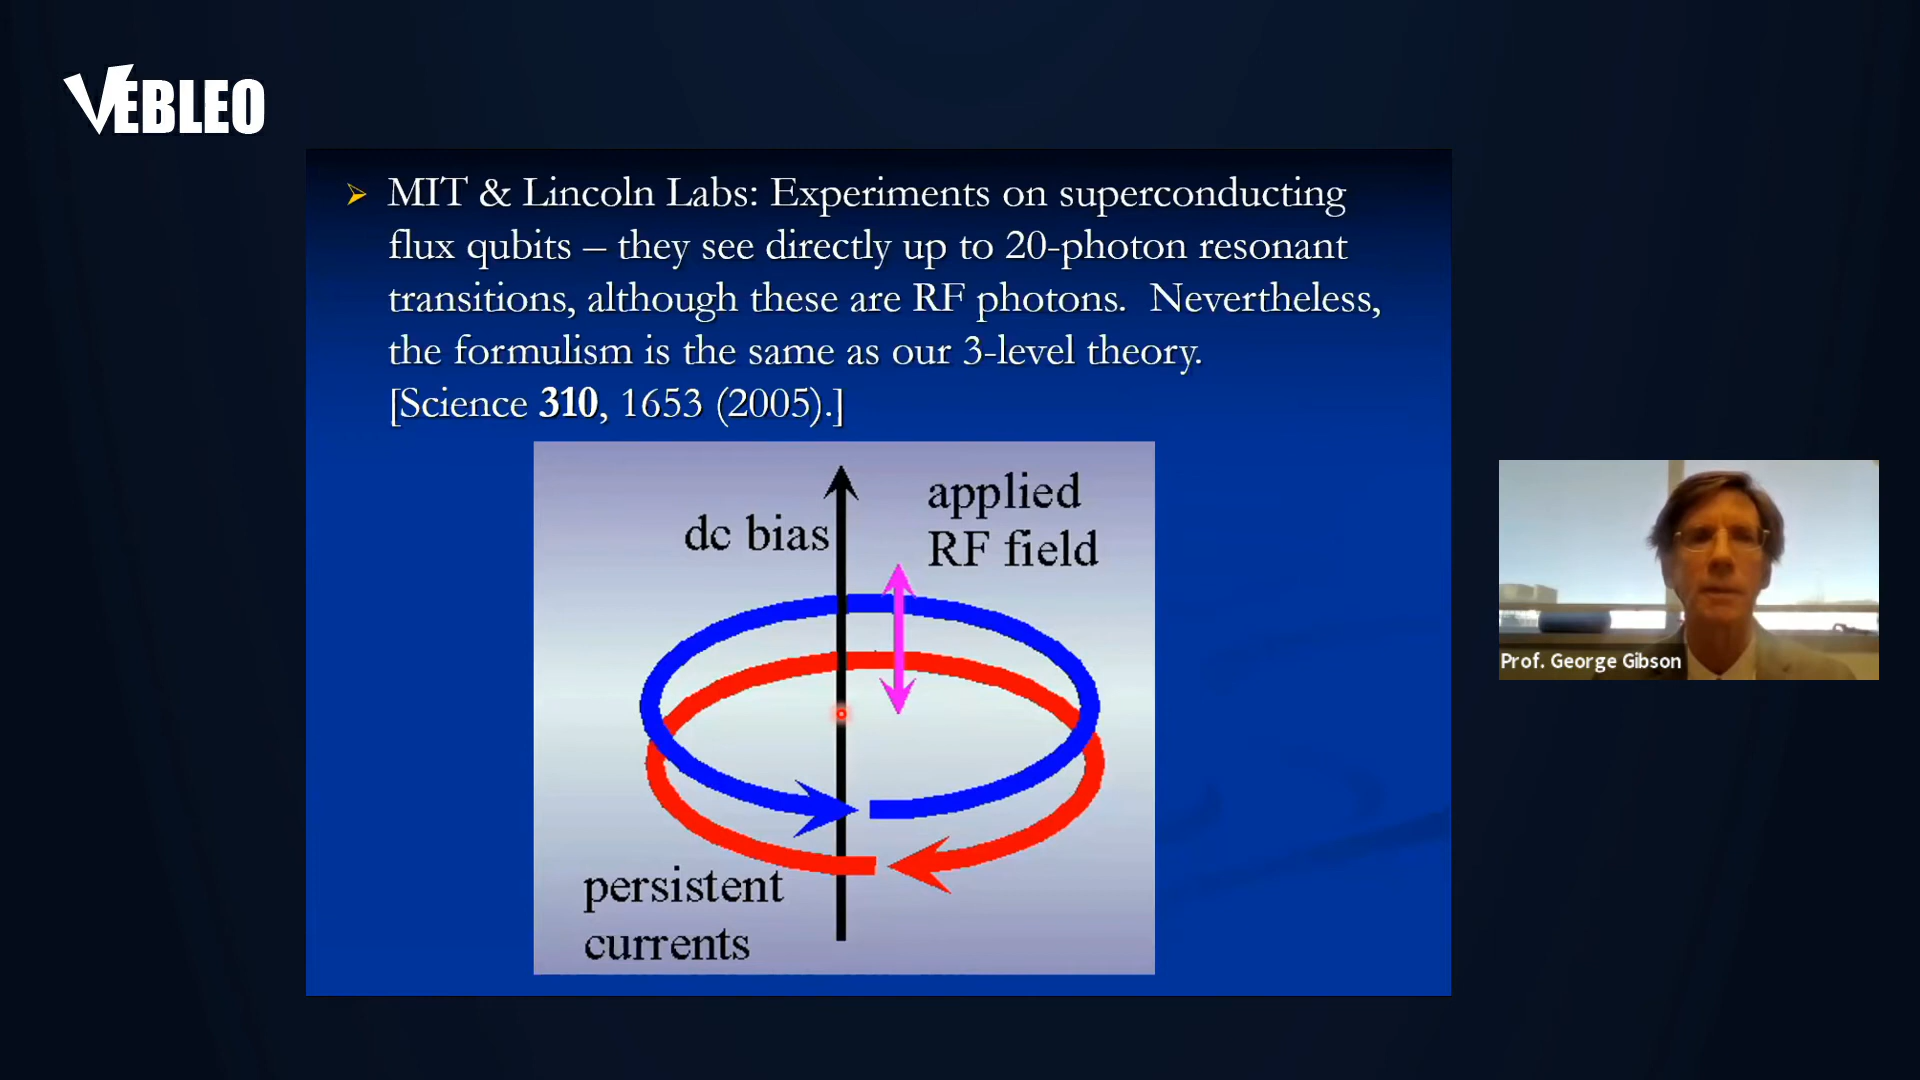 VEBLEO
MIT & Lincoln Labs: Experiments on superconducting
flux qubits – they see directly up to 20-photon resonant
transitions, although these are RF photons. Nevertheless,
the formulism is the same as our 3-level theory.
[Science 310, 1653 (2005).]
dc bias
applied
RF field
persistent
currents
Prof. George Gibson